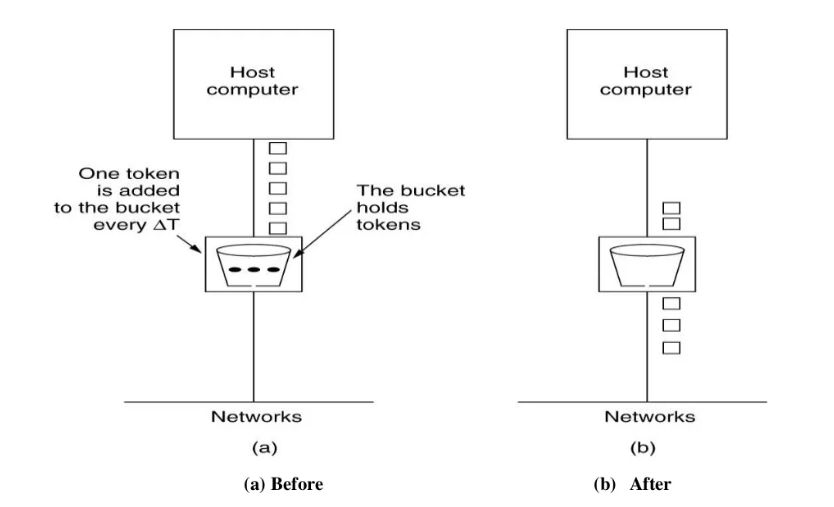 Host
computer
One token
is added
to the bucket
every ΔT
The bucket
holds
tokens
Networks
(a)
(a) Before
Host
computer
Networks
(b)
(b) After